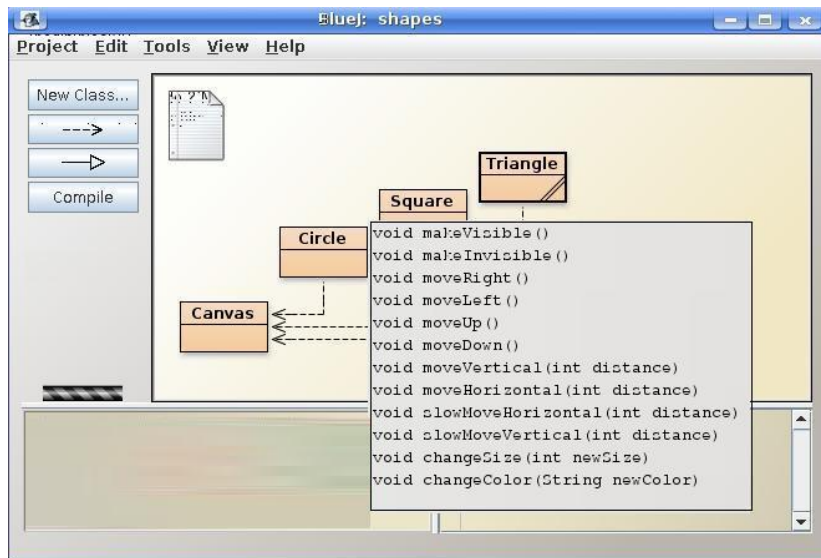 BlueJ: shapes
Project Edit Tools View Help
New Class...
Compile
Triangle
Square
Circle
Canvas
void makeVisible()
void makeInvisible()
void moveRight()
void moveLeft()
void moveUp()
void moveDown()
void moveVertical(int distance)
void moveHorizontal(int distance)
void slowMoveHorizontal(int distance)
void slowMoveVertical(int distance)
void changeSize(int newSize)
void changeColor(String newColor)